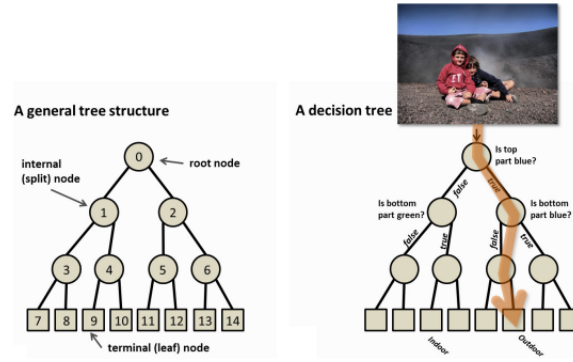 A general tree structure
0
root node
internal
(split) node
1
2
3
4
5
6
7
8
9
10
11
12
13
14
terminal (leaf) node
A decision tree
Is top
part blue?
false
true
Is bottom
part green?
Is bottom
part blue?
false
true
false
true
Indoor
Outdoor